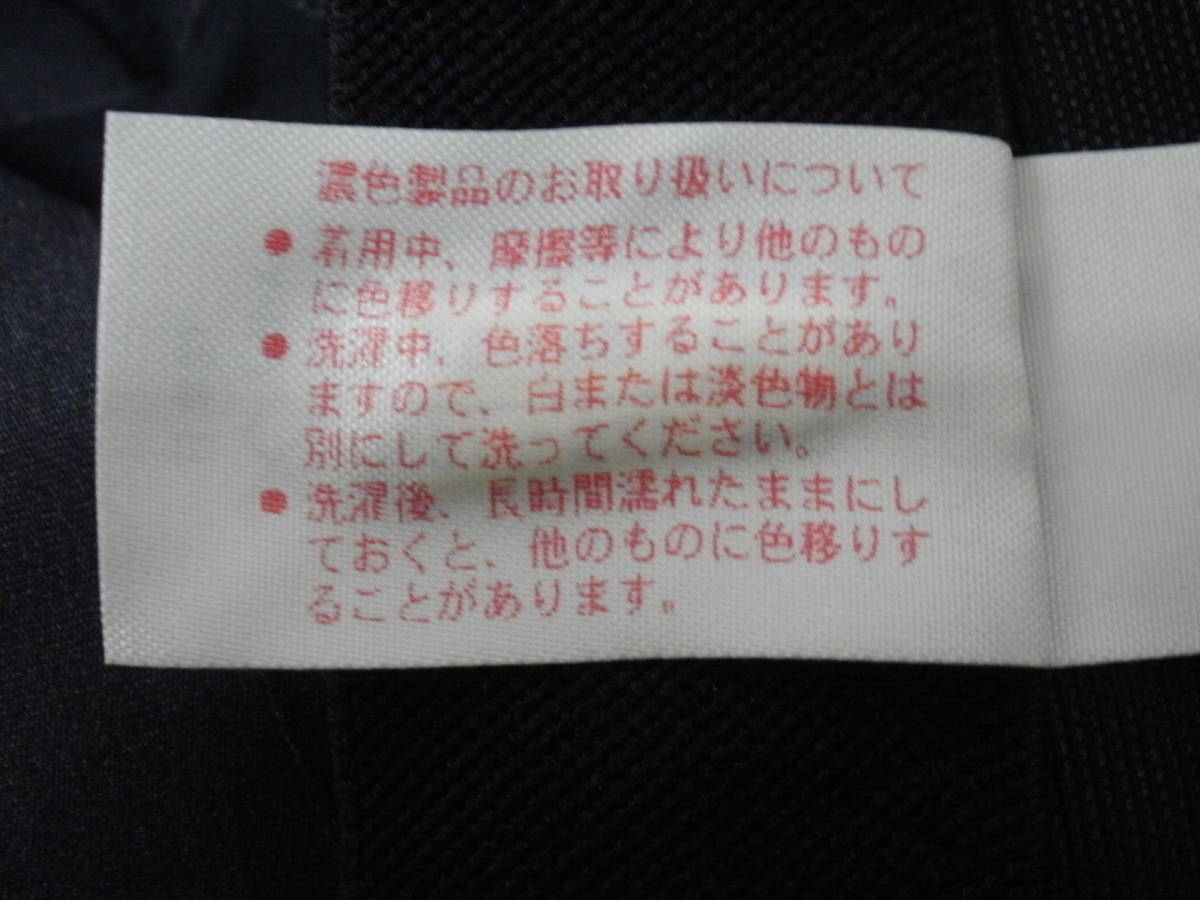 濃色製品のお取り扱いについて
● 着用中、摩擦等により他のもの
に色移りすることがあります。
● 洗濯中、色落ちすることがあり
ますので、白または淡色物とは
別にして洗ってください。
● 洗濯後、長時間濡れたままにし
ておくと、他のものに色移りす
ることがあります。